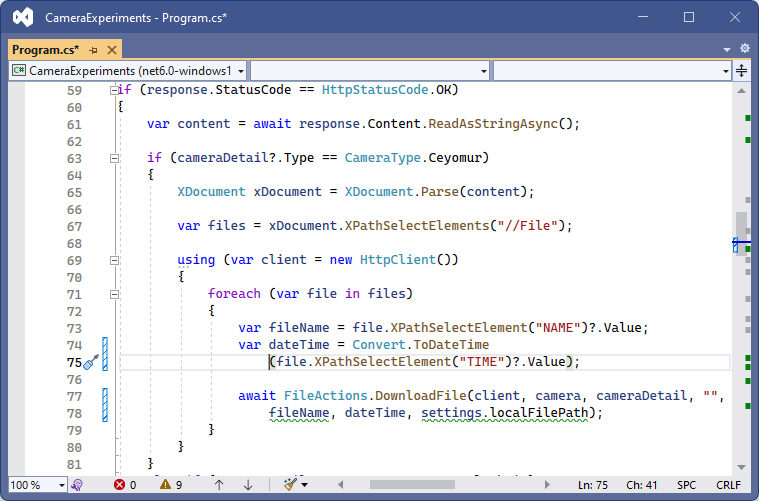 CameraExperiments - Program.cs*
Program.cs*
C# CameraExperiments (net6.0-windows1
59 if (response.StatusCode == HttpStatusCode.OK)
60 {
61 var content = await response.Content.ReadAsStringAsync();
62
63 if (cameraDetail?.Type == CameraType.Ceyomur)
64 {
65 XDocument xDocument = XDocument.Parse(content);
66
67 var files = xDocument.XPathSelectElements("//File");
68
69 using (var client = new HttpClient())
70 {
71 foreach (var file in files)
72 {
73 var fileName = file.XPathSelectElement("NAME")?.Value;
74 var dateTime = Convert.ToDateTime
75 (file.XPathSelectElement("TIME")?.Value);
76
77 await FileActions.DownloadFile(client, camera, cameraDetail, "",
78 fileName, dateTime, settings.localFilePath);
79 }
80 }
81 }
100 % 0 9 Ln: 75 Ch: 41 SPC CRLF